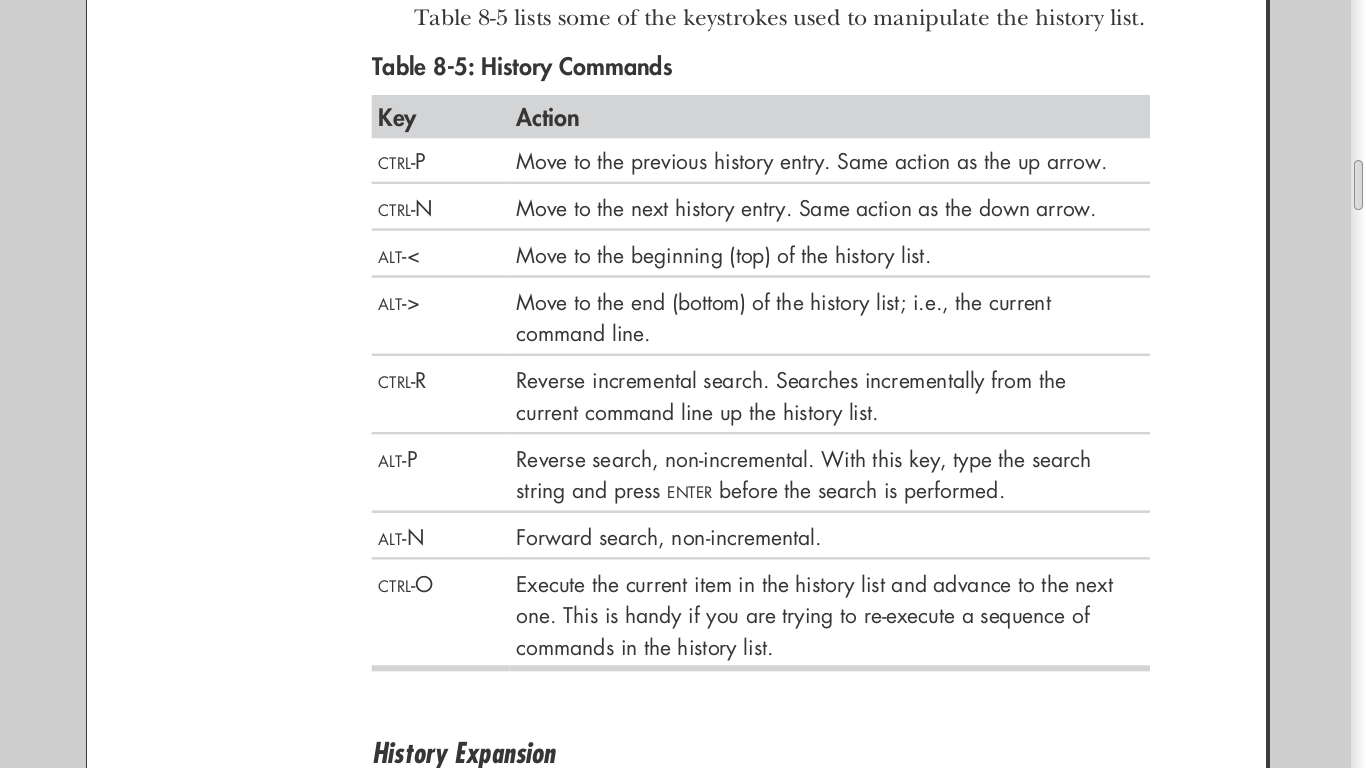 Table 8-5 lists some of the keystrokes used to manipulate the history list.
Table 8-5: History Commands
Key Action
CTRL-P Move to the previous history entry. Same action as the up arrow.
CTRL-N Move to the next history entry. Same action as the down arrow.
ALT-< Move to the beginning (top) of the history list.
ALT-> Move to the end (bottom) of the history list; i.e., the current
command line.
CTRL-R Reverse incremental search. Searches incrementally from the
current command line up the history list.
ALT-P Reverse search, non-incremental. With this key, type the search
string and press ENTER before the search is performed.
ALT-N Forward search, non-incremental.
CTRL-O Execute the current item in the history list and advance to the next
one. This is handy if you are trying to re-execute a sequence of
commands in the history list.
History Expansion